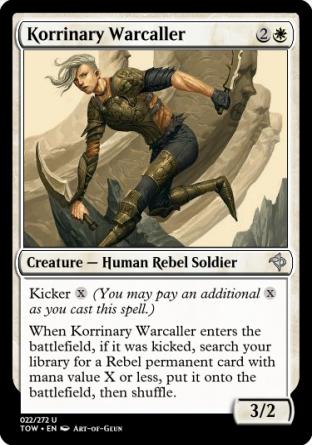 Korrinary Warcaller 2
Creature — Human Rebel Soldier
Kicker X (You may pay an additional X
as you cast this spell.)
When Korrinary Warcaller enters the
battlefield, if it was kicked, search your
library for a Rebel permanent card with
mana value X or less, put it onto the
battlefield, then shuffle.
022/272 U
TOW • EN Art-of-Geun
3/2